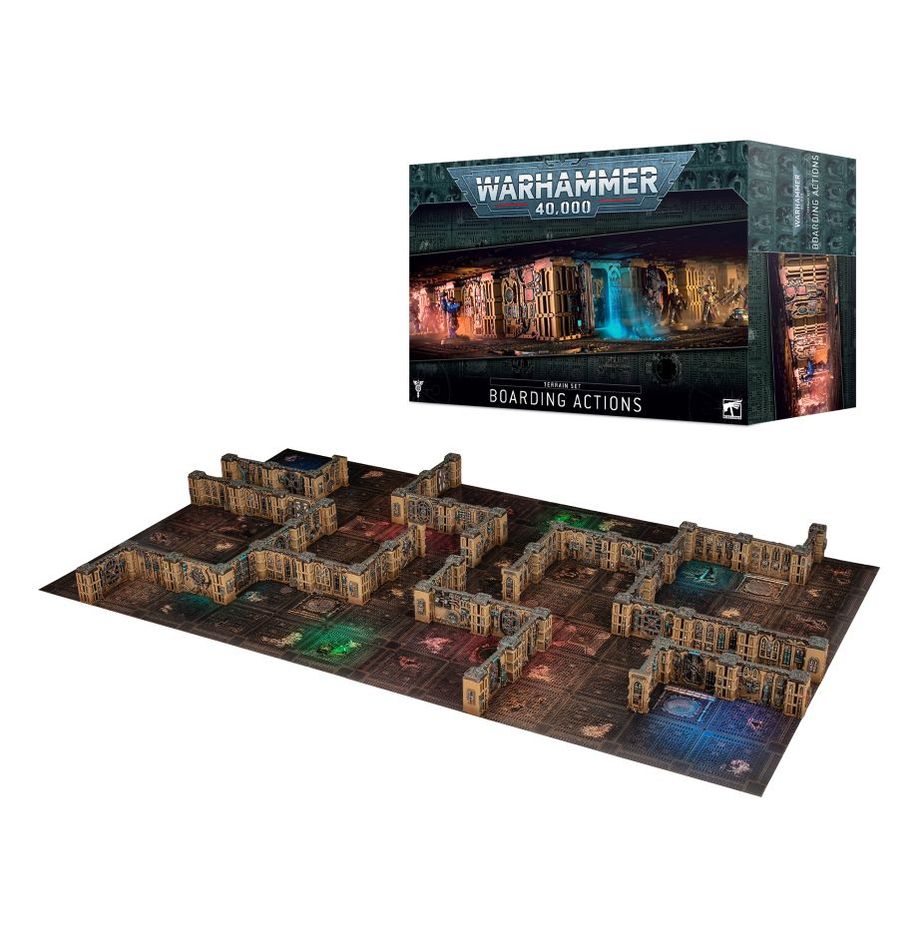 WARHAMMER
40,000
TERRAIN SET
BOARDING ACTIONS
WARHAMMER
BOARDING ACTIONS